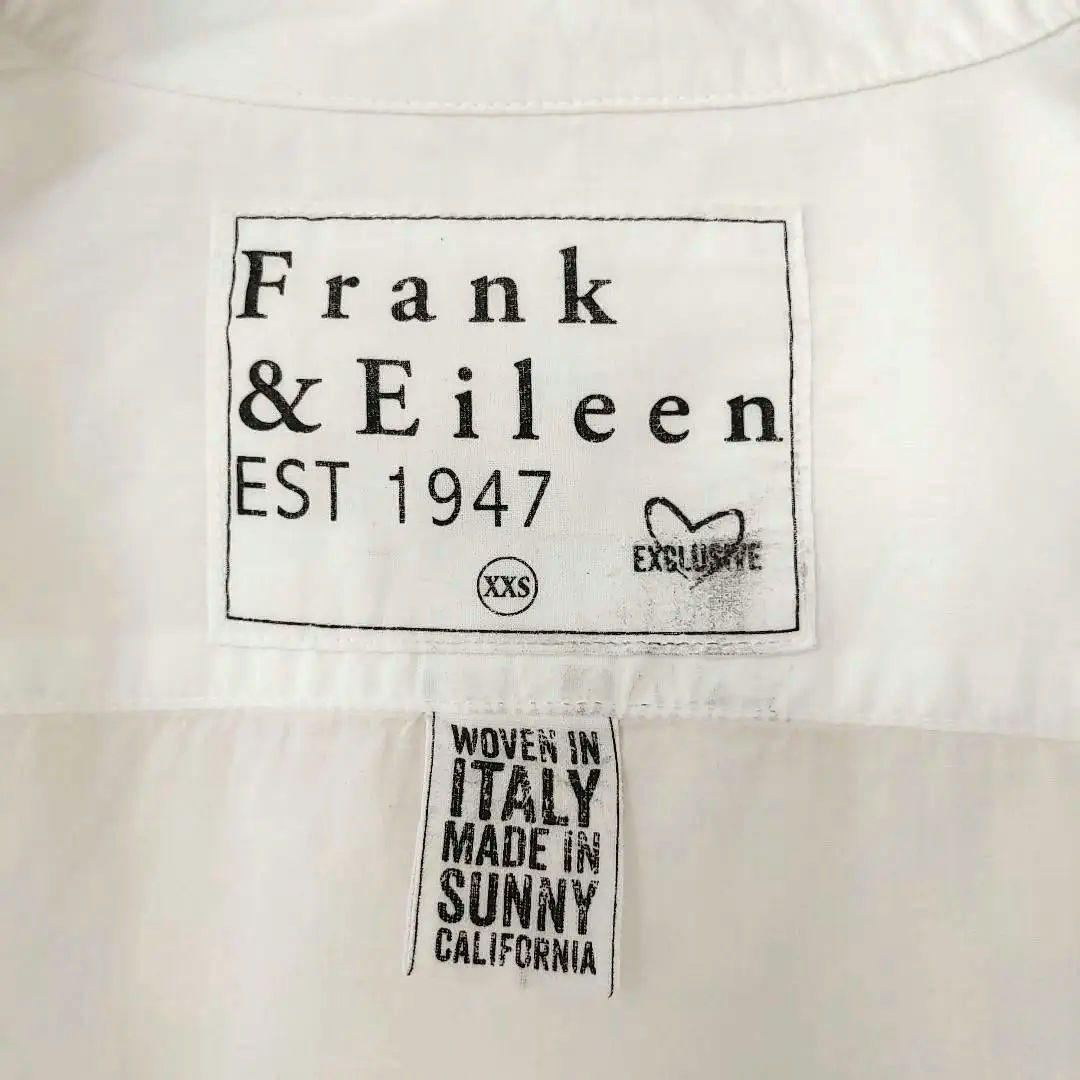 Frank
& Eileen
EST 1947
EXCLUSIVE
XXS
WOVEN IN
ITALY
MADE IN
SUNNY
CALIFORNIA